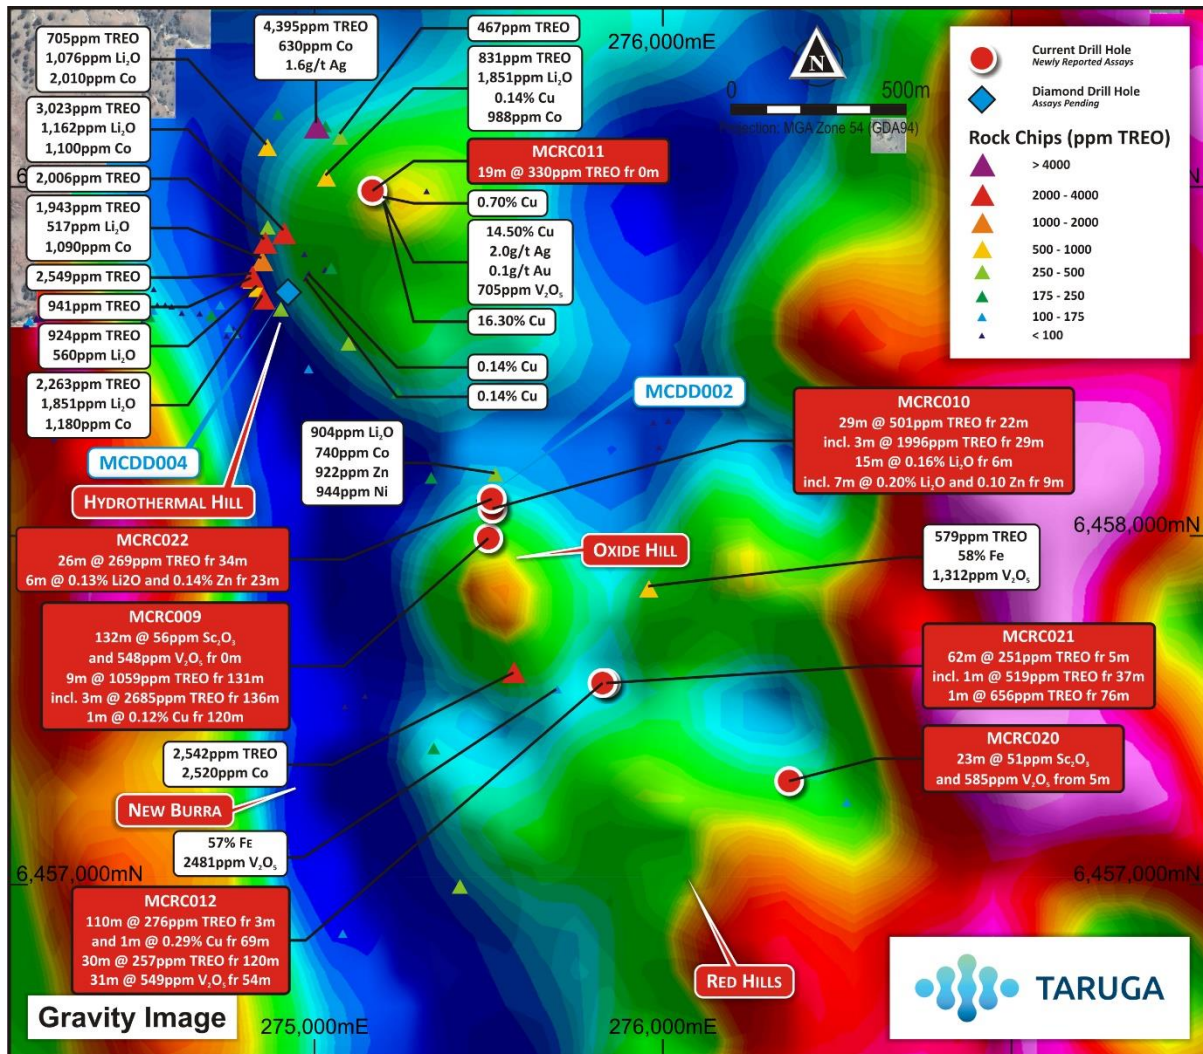 705ppm TREO
1,076ppm Li₂O
2,010ppm Co
3,023ppm TREO
1,162ppm Li₂O
1,100ppm Co
2,006ppm TREO
1,943ppm TREO
517ppm Li₂O
1,090ppm Co
2,549ppm TREO
941ppm TREO
924ppm TREO
560ppm Li₂O
2,263ppm TREO
1,851ppm Li₂O
1,180ppm Co
MCDD004
HYDROTHERMAL HILL
4,395ppm TREO
630ppm Co
1.6g/t Ag
467ppm TREO
831ppm TREO
1,851ppm Li₂O
0.14% Cu
988ppm Co
MCRC011
19m @ 330ppm TREO fr 0m
0.70% Cu
14.50% Cu
2.0g/t Ag
0.1g/t Au
705ppm V₂O₅
16.30% Cu
0.14% Cu
0.14% Cu
276,000mE
N
0 500m
Projection: MGA Zone 54 (GDA94)
Current Drill Hole
Newly Reported Assays
Diamond Drill Hole
Assays Pending
Rock Chips (ppm TREO)
> 4000
2000 - 4000
1000 - 2000
500 - 1000
250 - 500
175 - 250
100 - 175
< 100
MCDD002
904ppm Li₂O
740ppm Co
922ppm Zn
944ppm Ni
MCRC010
29m @ 501ppm TREO fr 22m
incl. 3m @ 1996ppm TREO fr 29m
15m @ 0.16% Li₂O fr 6m
incl. 7m @ 0.20% Li₂O and 0.10 Zn fr 9m
6,458,000mN
MCRC022
26m @ 269ppm TREO fr 34m
6m @ 0.13% Li2O and 0.14% Zn fr 23m
OXIDE HILL
579ppm TREO
58% Fe
1,312ppm V₂O₅
MCRC009
132m @ 56ppm Sc₂O₃
and 548ppm V₂O₅ fr 0m
9m @ 1059ppm TREO fr 131m
incl. 3m @ 2685ppm TREO fr 136m
1m @ 0.12% Cu fr 120m
MCRC021
62m @ 251ppm TREO fr 5m
incl. 1m @ 519ppm TREO fr 37m
1m @ 656ppm TREO fr 76m
MCRC020
23m @ 51ppm Sc₂O₃
and 585ppm V₂O₅ from 5m
2,542ppm TREO
2,520ppm Co
NEW BURRA
57% FE
2481ppm V₂O₅
6,457,000mN
6,457,000mN
MCRC012
110m @ 276ppm TREO fr 3m
and 1m @ 0.29% Cu fr 69m
30m @ 257ppm TREO fr 120m
31m @ 549ppm V₂O₅ fr 54m
RED HILLS
Gravity Image
275,000mE
276,000mE
TARUGA